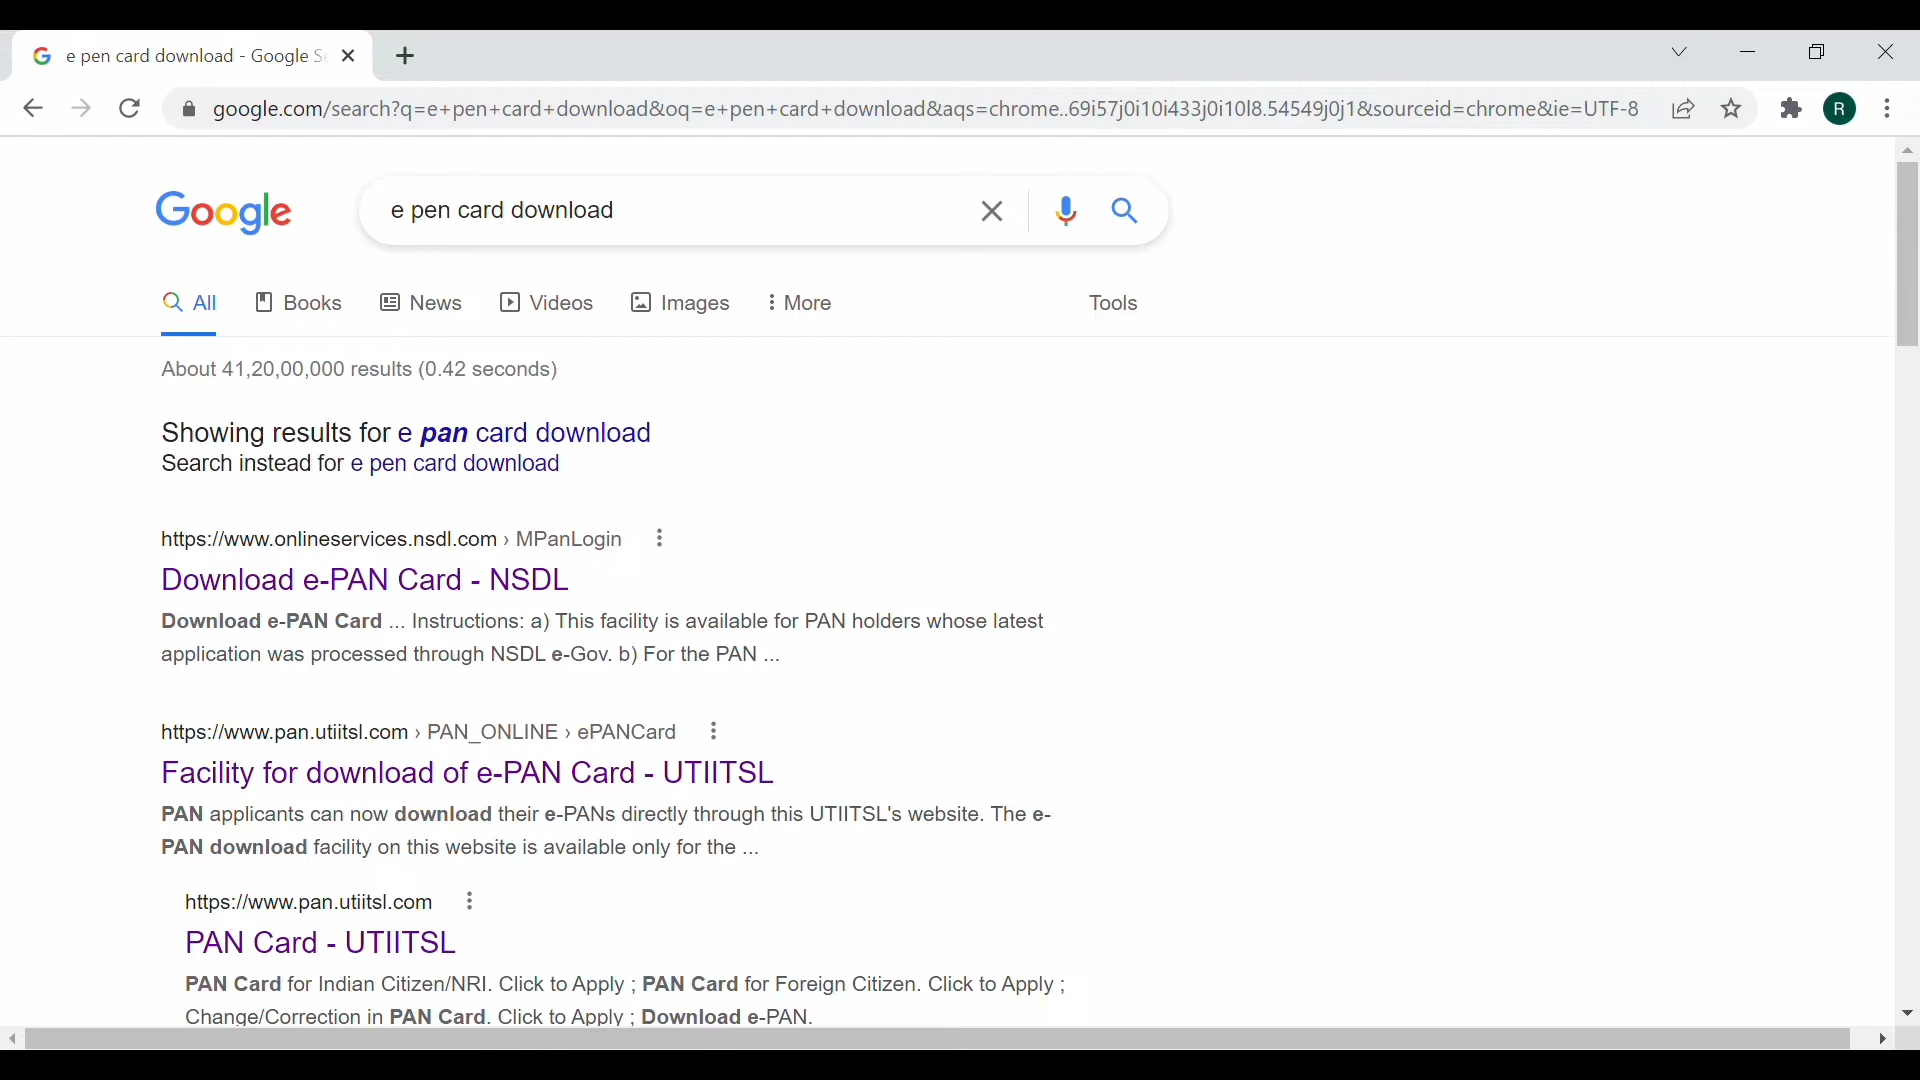 e pen card download - Google S
google.com/search?q=e+pen+card+download&oq=e+pen+card+download&aqs=chrome..69i57j0i10i433j0i10l8.54549j0j1&sourceid=chrome&ie=UTF-8
R
Google
e pen card download
All Books News Videos Images More Tools
About 41,20,00,000 results (0.42 seconds)
Showing results for e pan card download
Search instead for e pen card download
https://www.onlineservices.nsdl.com › MPanLogin
Download e-PAN Card - NSDL
Download e-PAN Card ... Instructions: a) This facility is available for PAN holders whose latest
application was processed through NSDL e-Gov. b) For the PAN ...
https://www.pan.utiitsl.com › PAN_ONLINE › ePANCard
Facility for download of e-PAN Card - UTIITSL
PAN applicants can now download their e-PANs directly through this UTIITSL's website. The e-
PAN download facility on this website is available only for the ...
https://www.pan.utiitsl.com
PAN Card - UTIITSL
PAN Card for Indian Citizen/NRI. Click to Apply ; PAN Card for Foreign Citizen. Click to Apply ;
Change/Correction in PAN Card. Click to Apply ; Download e-PAN.